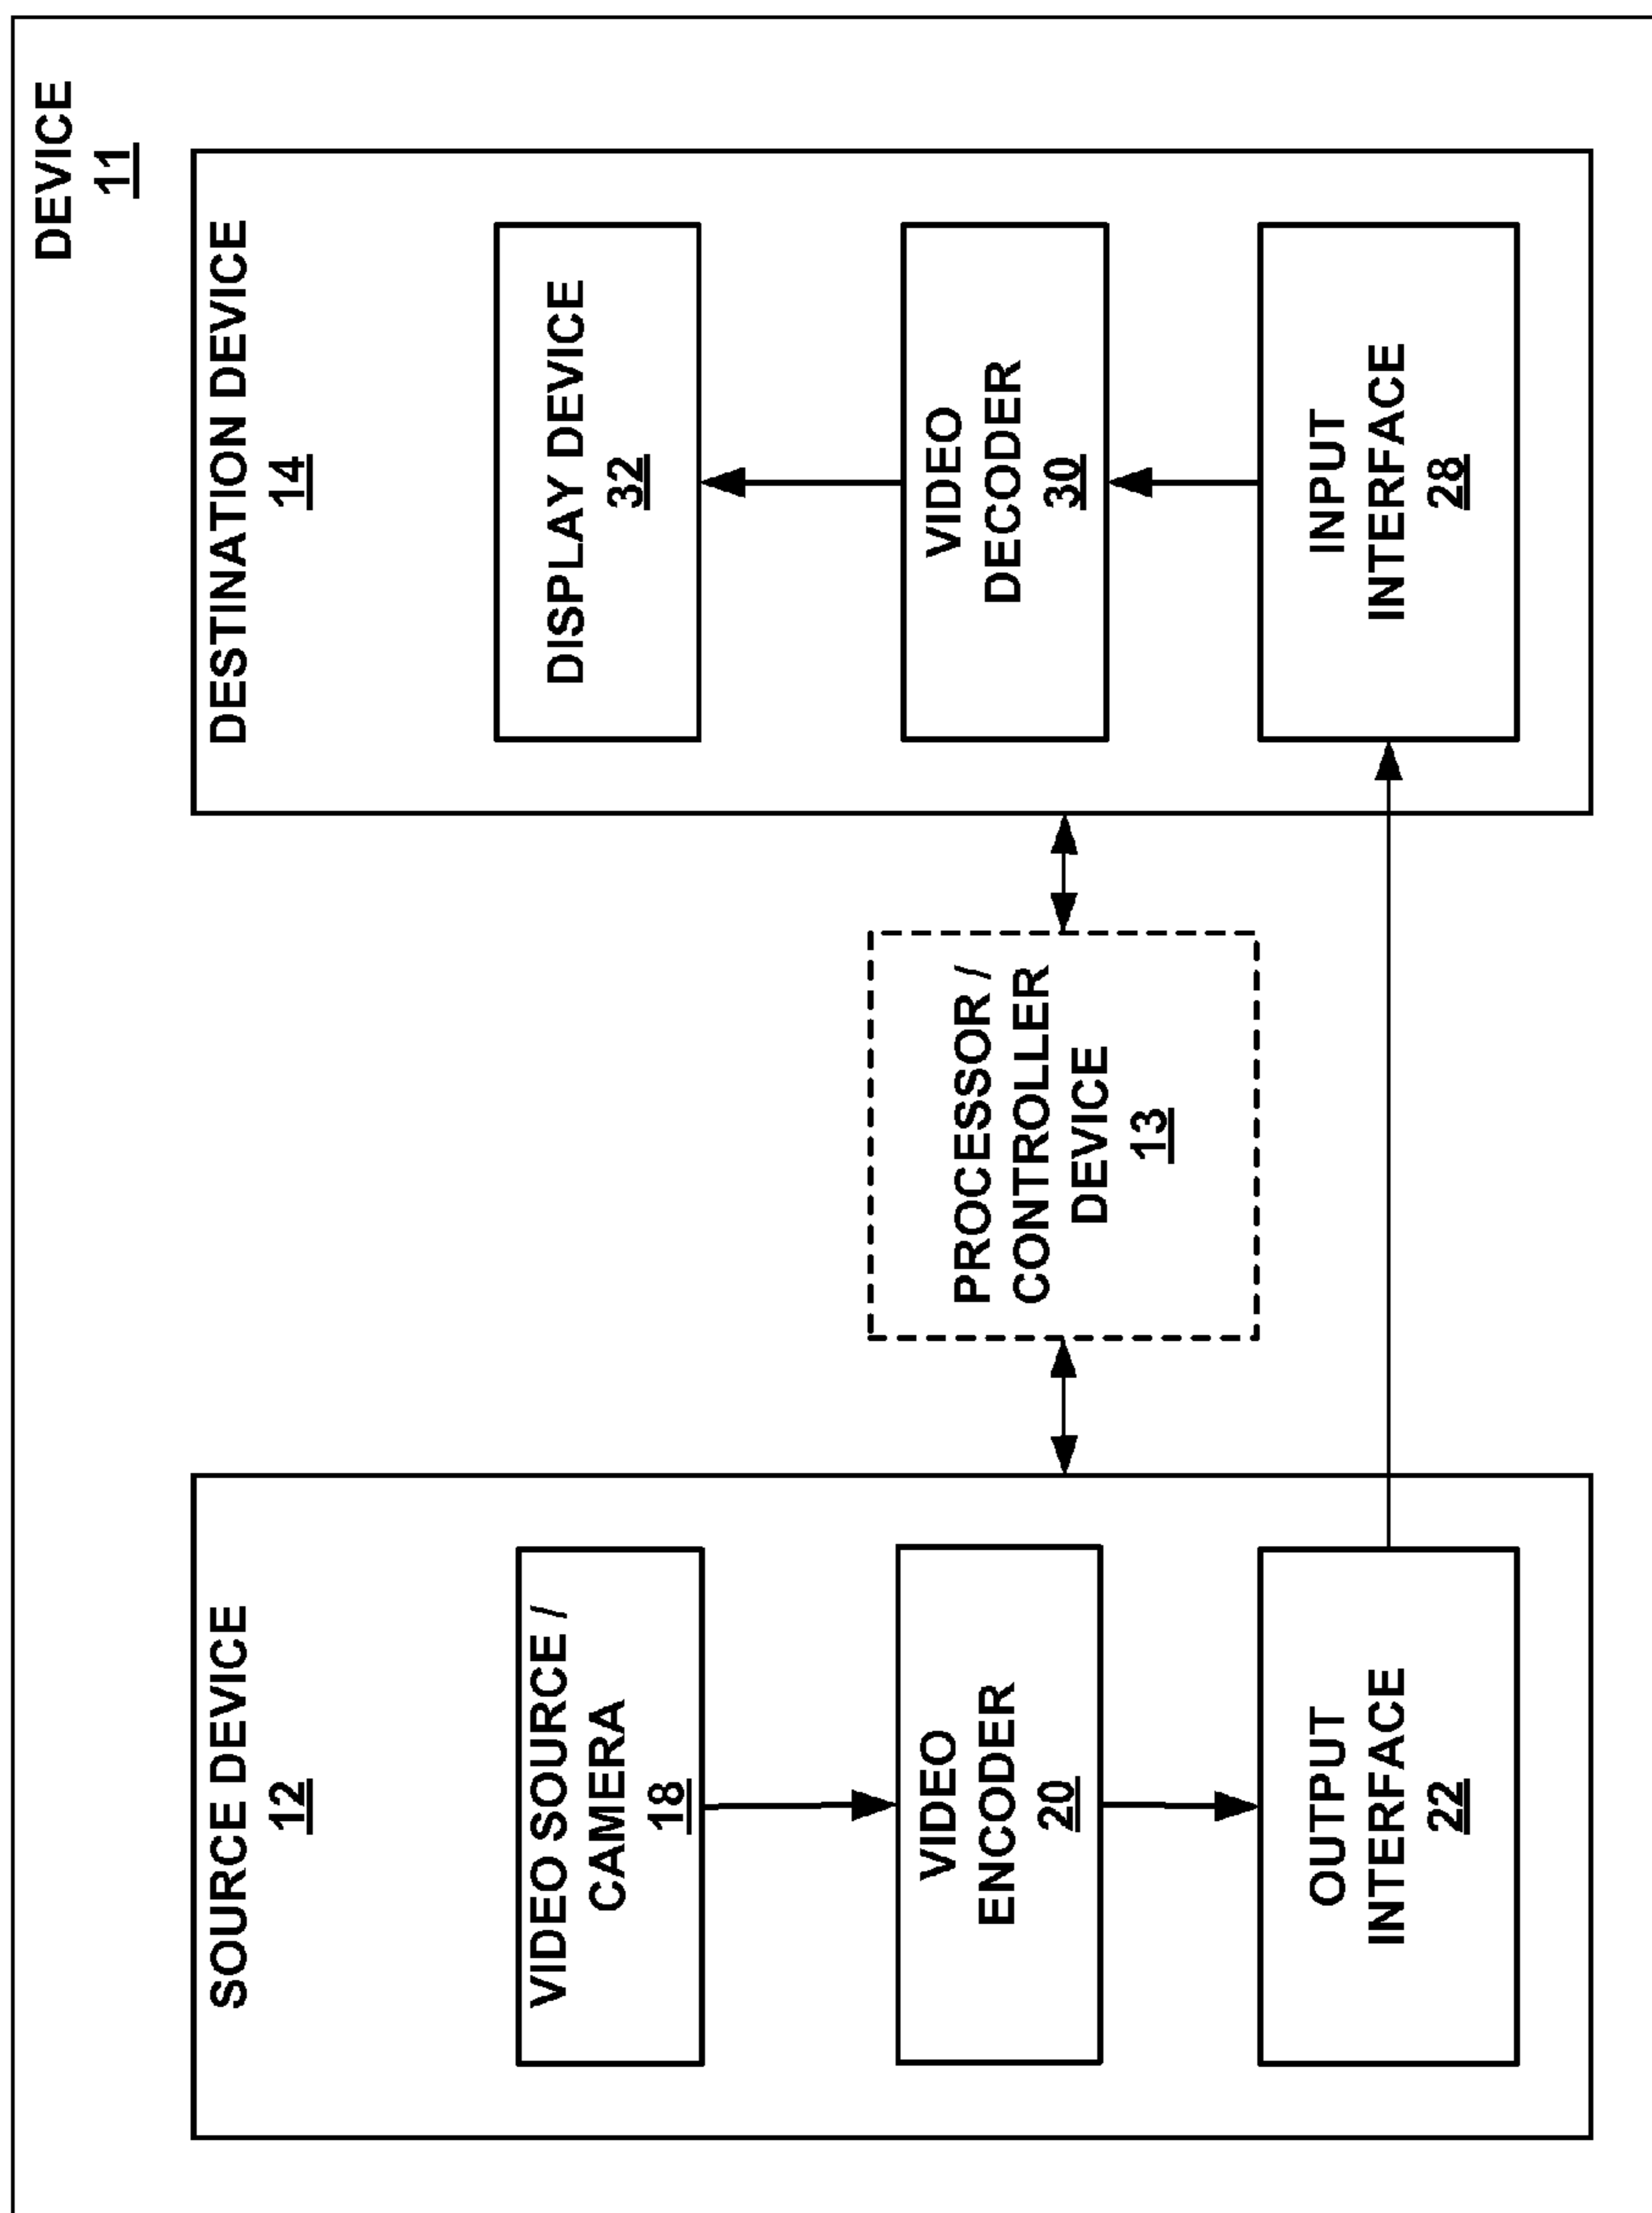 DEVICE
11
SOURCE DEVICE
12
VIDEO SOURCE /
CAMERA
18
VIDEO
ENCODER
20
OUTPUT
INTERFACE
22
PROCESSOR /
CONTROLLER
DEVICE
13
DESTINATION DEVICE
14
DISPLAY DEVICE
32
VIDEO
DECODER
30
INPUT
INTERFACE
28